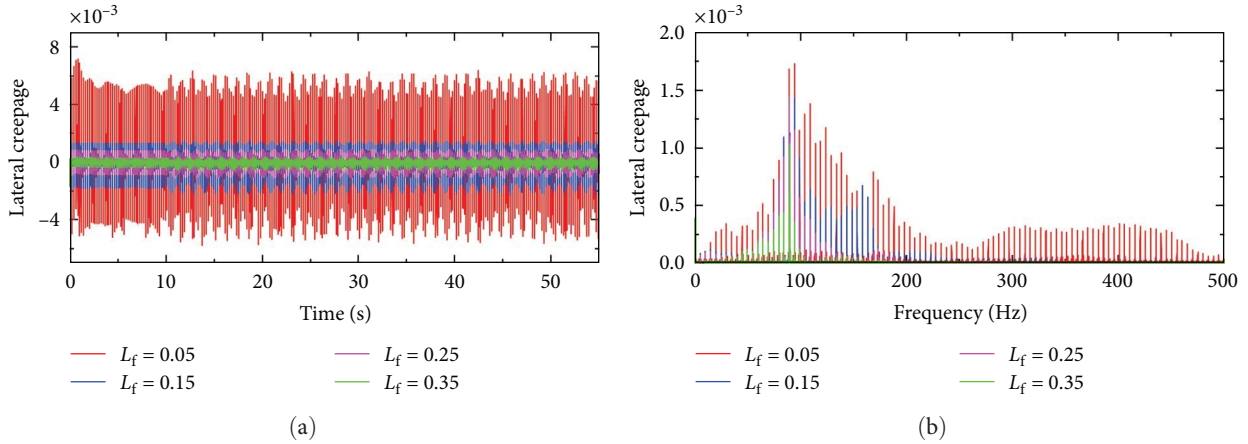 ×10⁻³
8
4
0
−4
Lateral creepage
0 10 20 30 40 50
Time (s)
L_f = 0.05
L_f = 0.25
L_f = 0.15
L_f = 0.35
(a)
×10⁻³
2.0
1.5
1.0
0.5
0.0
Lateral creepage
0 100 200 300 400 500
Frequency (Hz)
L_f = 0.05
L_f = 0.25
L_f = 0.15
L_f = 0.35
(b)